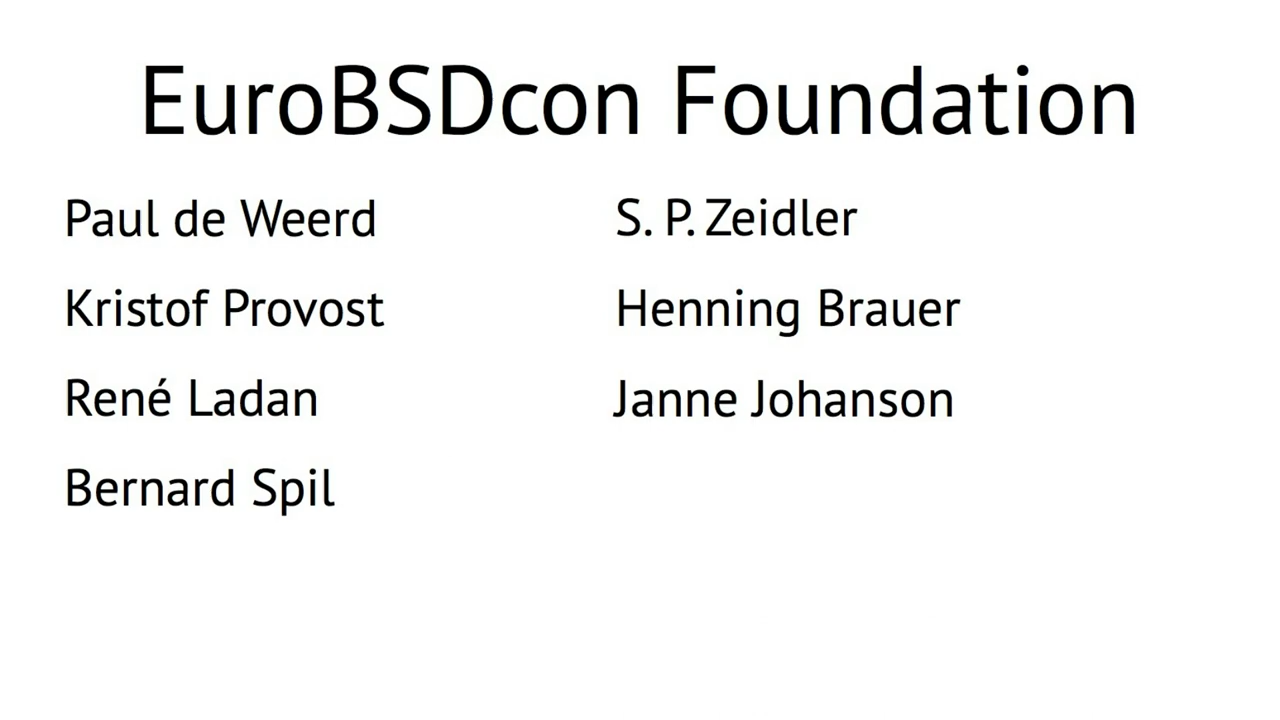 EuroBSDcon Foundation
Paul de Weerd
Kristof Provost
René Ladan
Bernard Spil
S. P. Zeidler
Henning Brauer
Janne Johanson